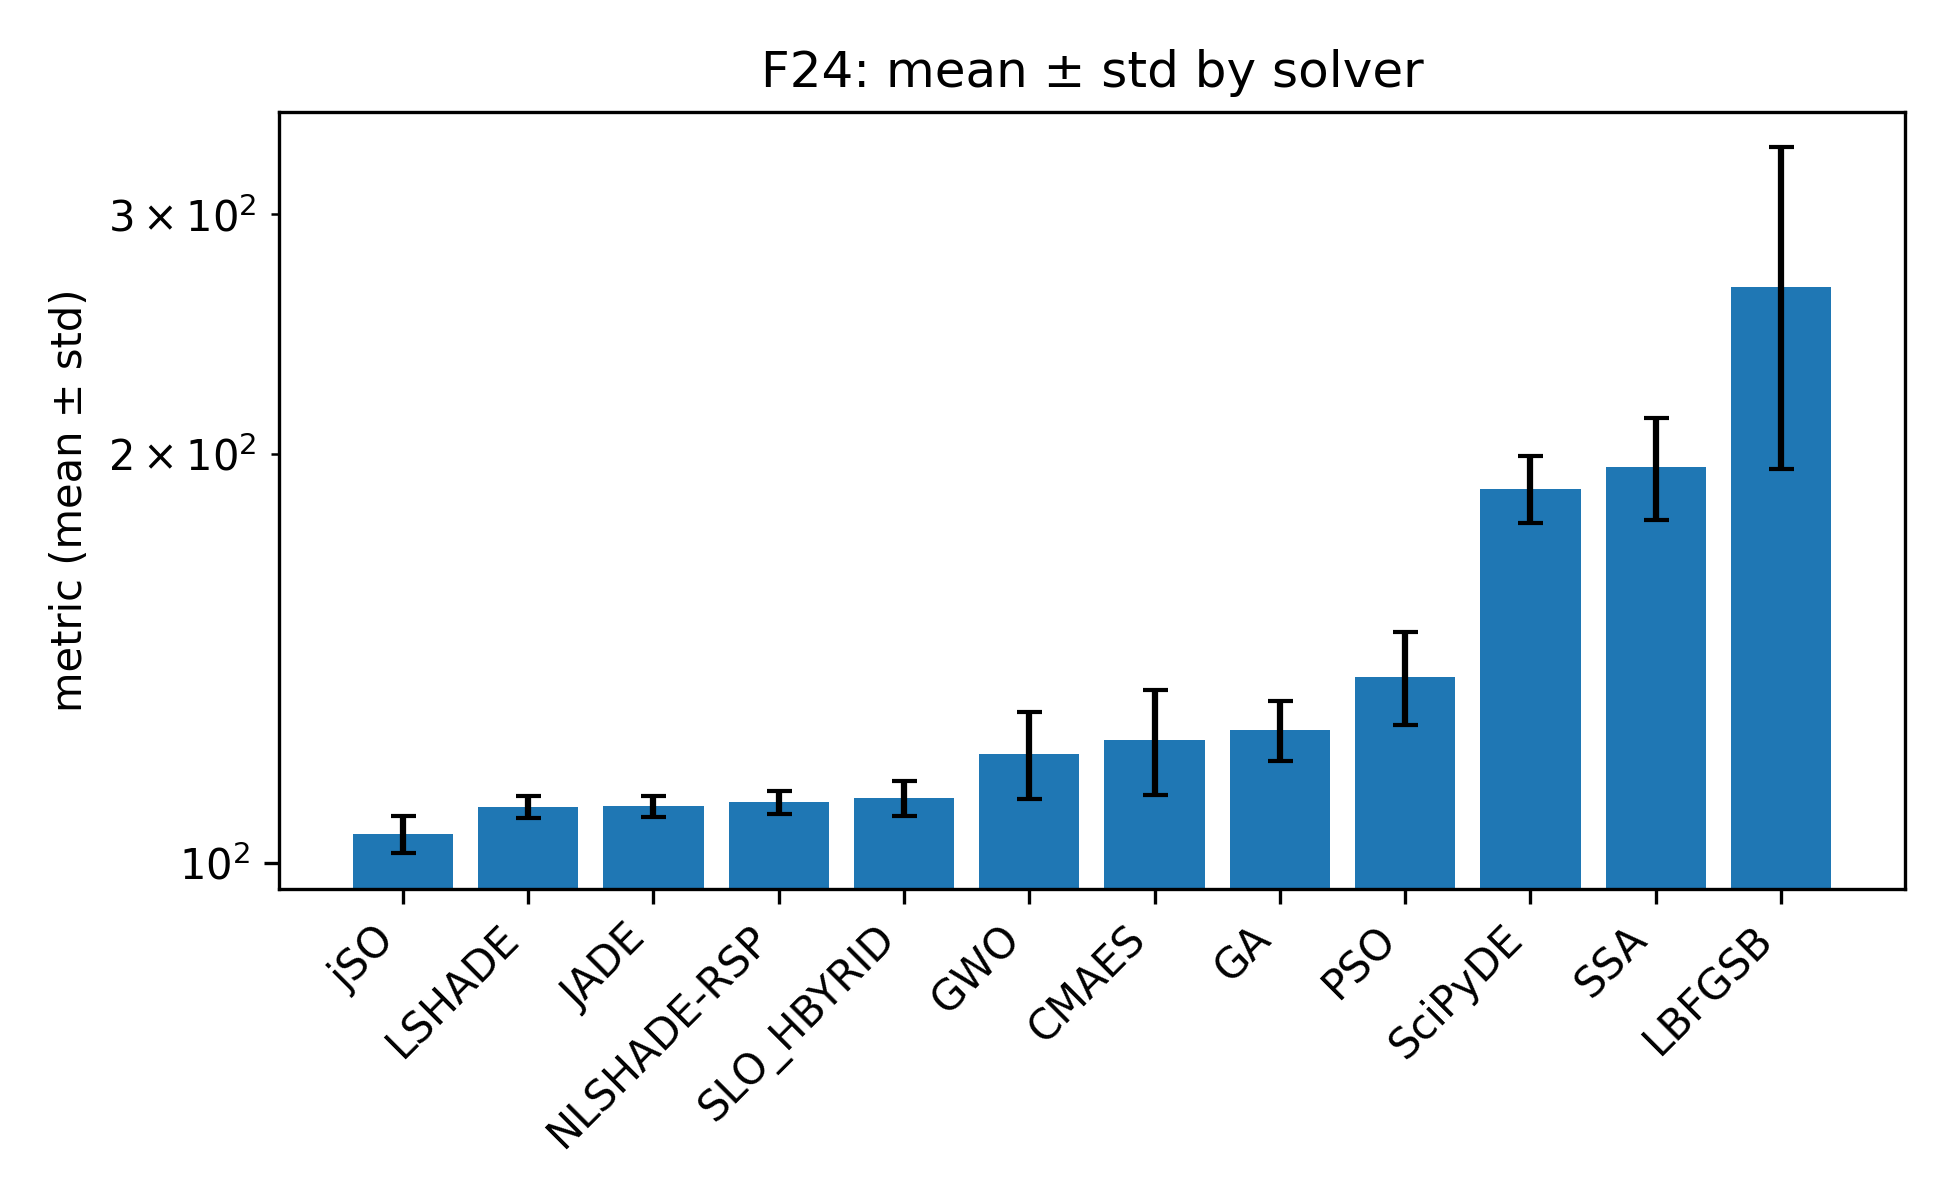 F24: mean ± std by solver
metric (mean ± std)
3 × 10²
2 × 10²
10²
jSO
LSHADE
JADE
NLSHADE-RSP
SLO_HBYRID
GWO
CMAES
GA
PSO
SciPyDE
SSA
LBFGSB